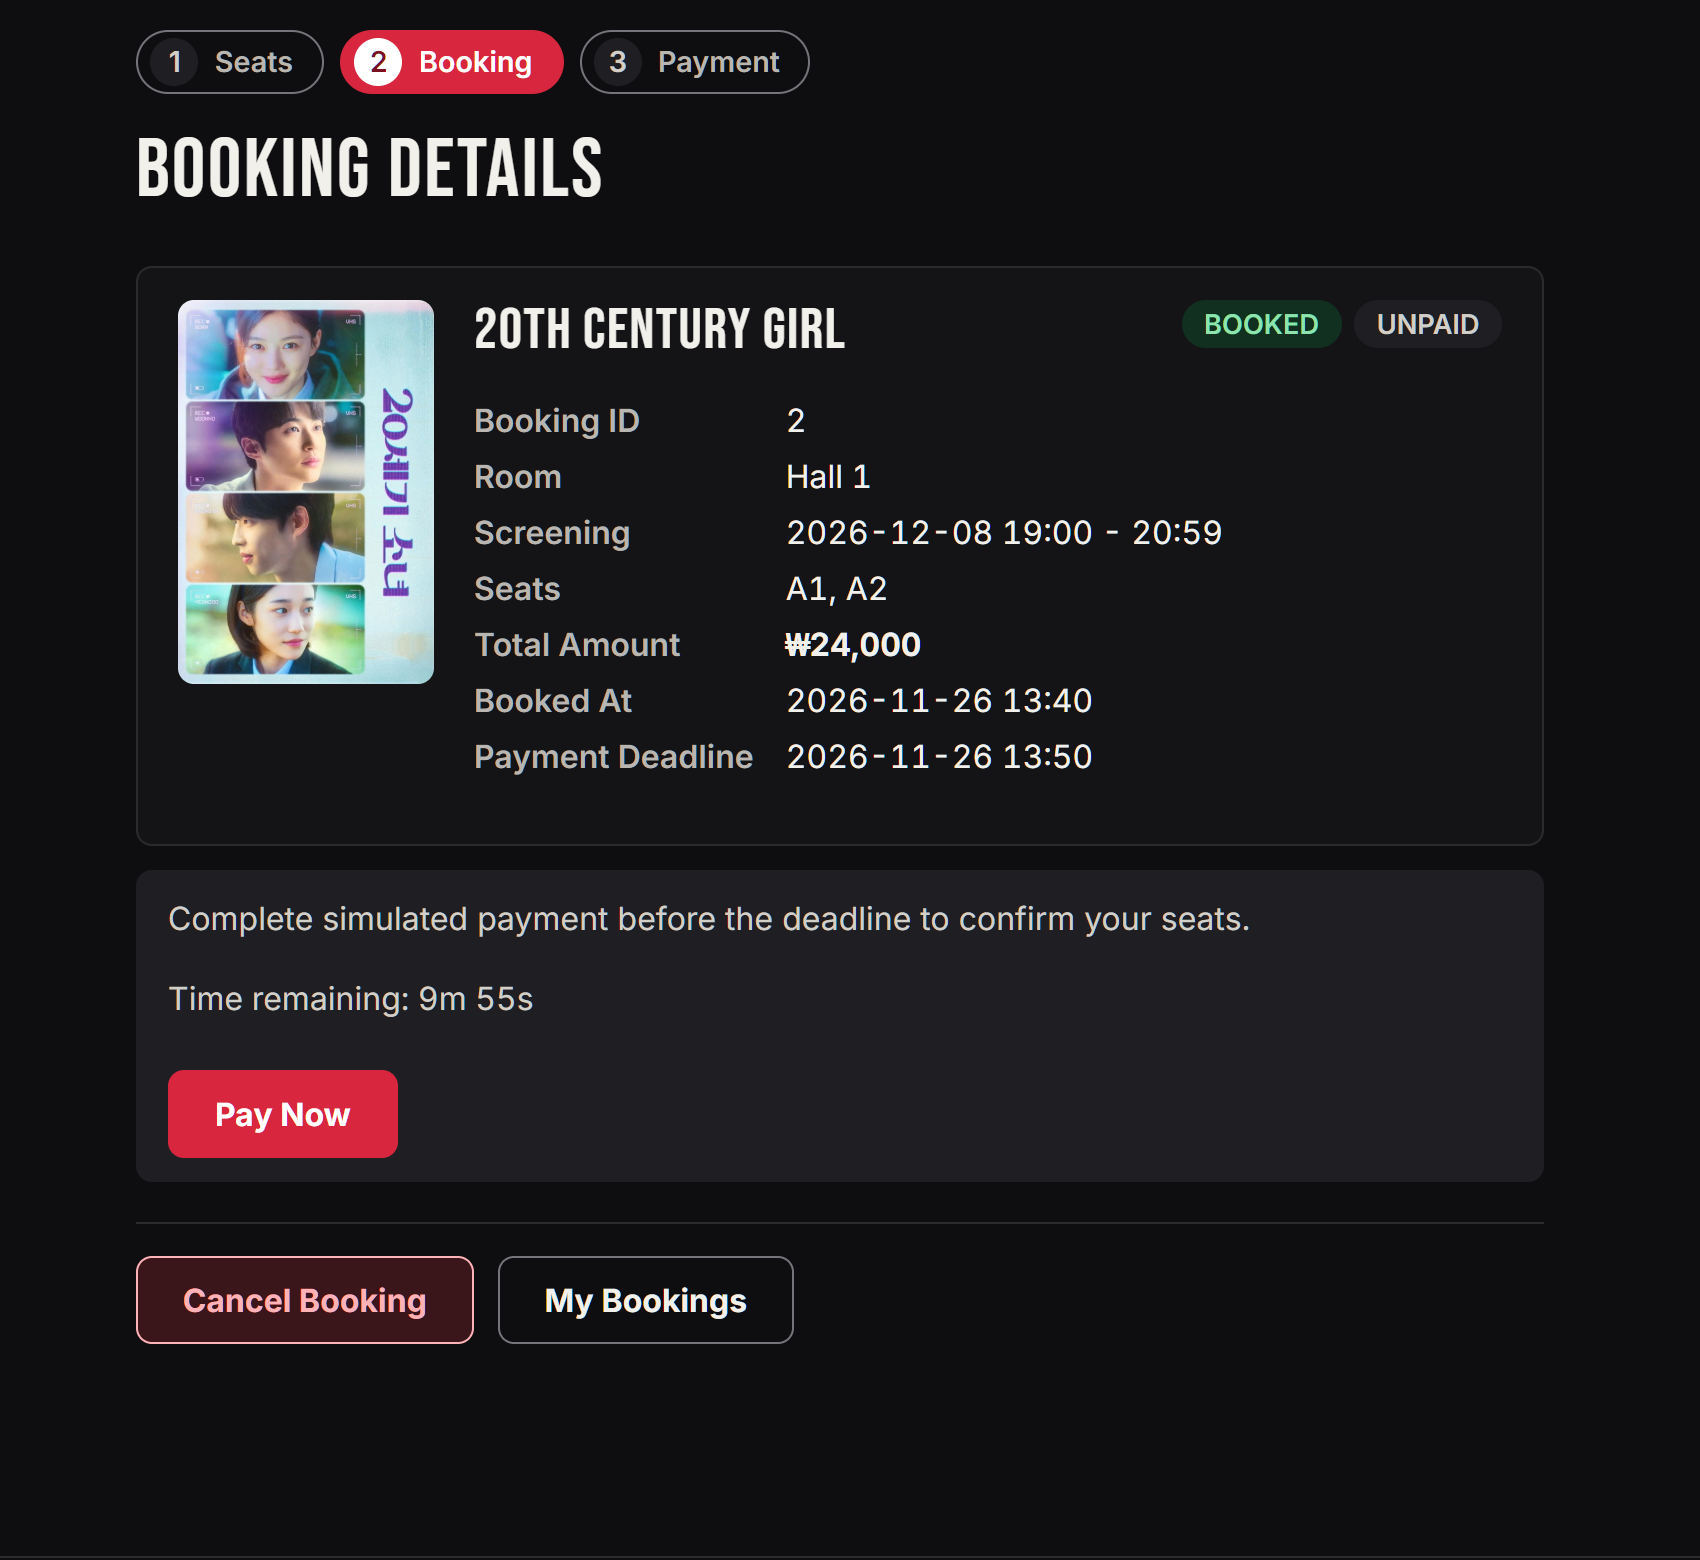 1 Seats
2 Booking
3 Payment
BOOKING DETAILS
20세기 소녀
20TH CENTURY GIRL
BOOKED
UNPAID
Booking ID 2
Room Hall 1
Screening 2026-12-08 19:00 - 20:59
Seats A1, A2
Total Amount ₩24,000
Booked At 2026-11-26 13:40
Payment Deadline 2026-11-26 13:50
Complete simulated payment before the deadline to confirm your seats.
Time remaining: 9m 55s
Pay Now
Cancel Booking
My Bookings